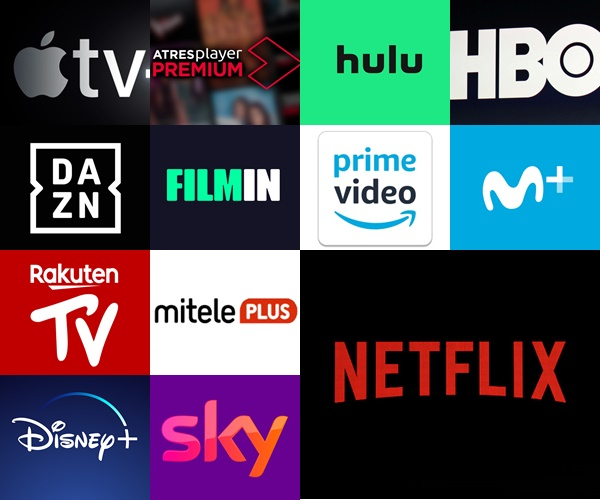 tv+
ATRESplayer
PREMIUM
hulu
HBO
DA
ZN
FILMIN
prime
video
M+
Rakuten
TV
mitele PLUS
NETFLIX
Disney+
sky